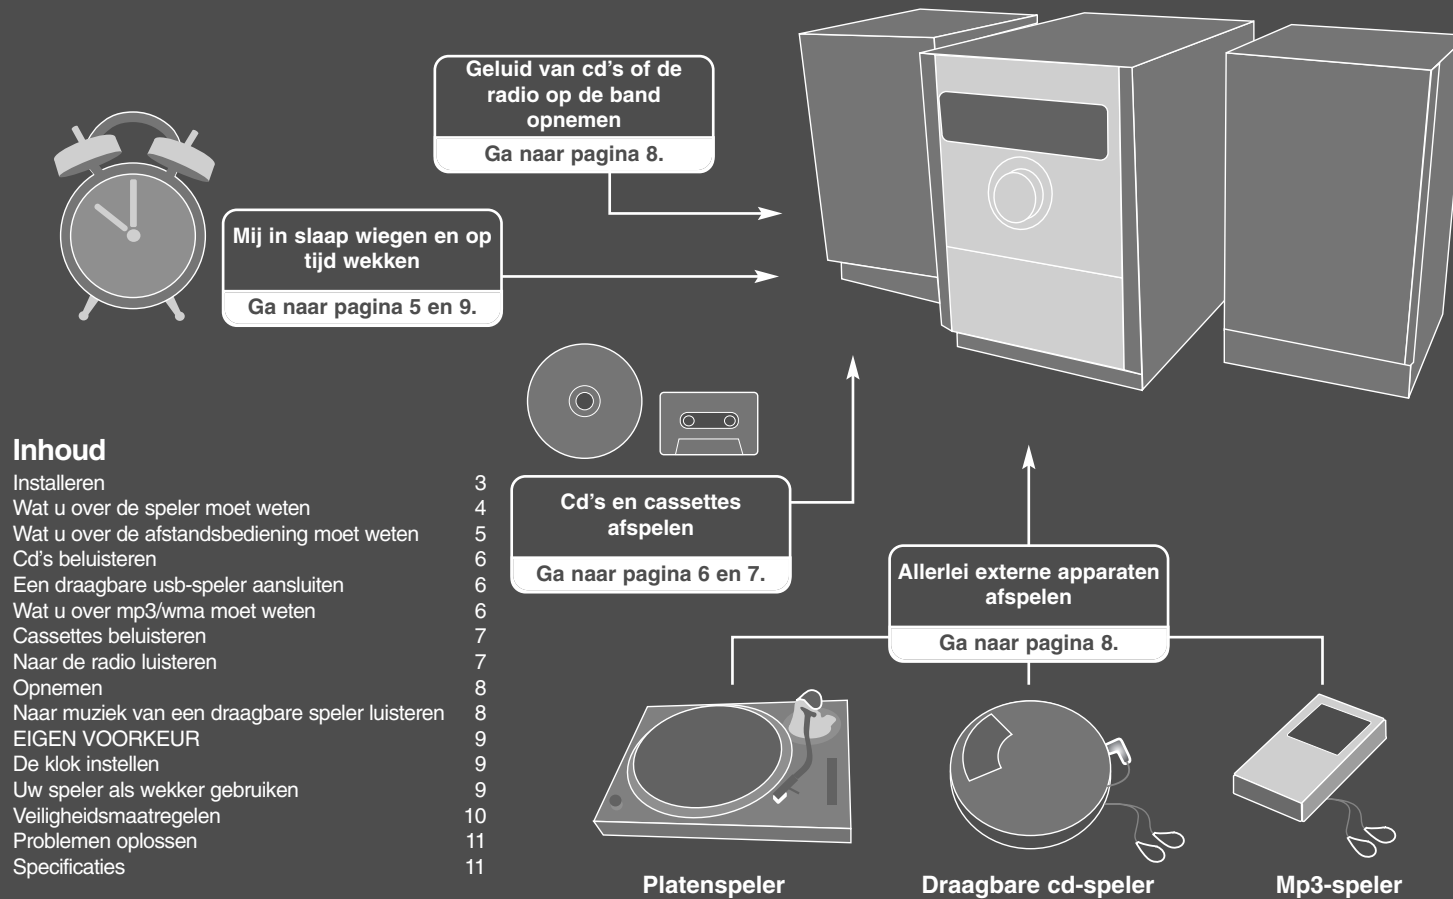 Geluid van cd's of de
radio op de band
opnemen
Ga naar pagina 8.
Mij in slaap wiegen en op
tijd wekken
Ga naar pagina 5 en 9.
Cd's en cassettes
afspelen
Ga naar pagina 6 en 7.
Allerlei externe apparaten
afspelen
Ga naar pagina 8.
Platenspeler
Draagbare cd-speler
Mp3-speler
Inhoud
Installeren 3
Wat u over de speler moet weten 4
Wat u over de afstandsbediening moet weten 5
Cd's beluisteren 6
Een draagbare usb-speler aansluiten 6
Wat u over mp3/wma moet weten 6
Cassettes beluisteren 7
Naar de radio luisteren 7
Opnemen 8
Naar muziek van een draagbare speler luisteren 8
EIGEN VOORKEUR 9
De klok instellen 9
Uw speler als wekker gebruiken 9
Veiligheidsmaatregelen 10
Problemen oplossen 11
Specificaties 11